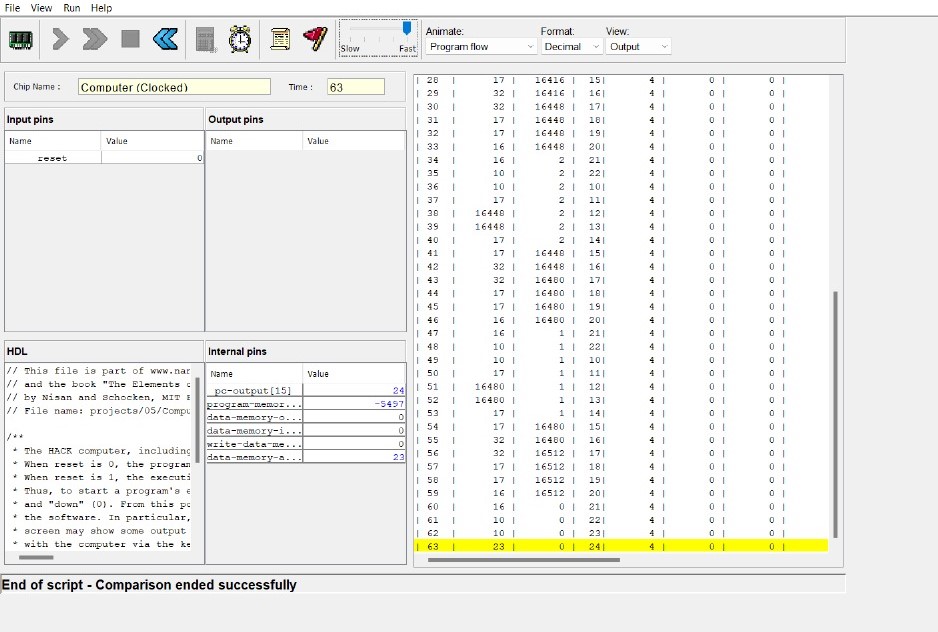 File View Run Help
Animate: Format: View:
Slow Fast Program flow Decimal Output
Chip Name : Computer (Clocked) Time : 63
Input pins Output pins
Name Value Name Value
reset 0
HDL Internal pins
// This file is part of www.nan
// and the book "The Elements o
// by Nisan and Schocken, MIT P
// File name: projects/05/Compu
/**
* The HACK computer, including
* When reset is 0, the program
* When reset is 1, the executi
* Thus, to start a program's e
* and "down" (0). From this po
* the software. In particular,
* screen may show some output
* with the computer via the ke
Name Value
pc-output[15] 24
program-memor... -5497
data-memory-o... 0
data-memory-i... 0
write-data-me... 0
data-memory-a... 23
| 28 | 17 | 16416 | 15| 4 | 0 | 0 |
| 29 | 32 | 16416 | 16| 4 | 0 | 0 |
| 30 | 32 | 16448 | 17| 4 | 0 | 0 |
| 31 | 17 | 16448 | 18| 4 | 0 | 0 |
| 32 | 17 | 16448 | 19| 4 | 0 | 0 |
| 33 | 16 | 16448 | 20| 4 | 0 | 0 |
| 34 | 16 | 2 | 21| 4 | 0 | 0 |
| 35 | 10 | 2 | 22| 4 | 0 | 0 |
| 36 | 10 | 2 | 10| 4 | 0 | 0 |
| 37 | 17 | 2 | 11| 4 | 0 | 0 |
| 38 | 16448 | 2 | 12| 4 | 0 | 0 |
| 39 | 16448 | 2 | 13| 4 | 0 | 0 |
| 40 | 17 | 2 | 14| 4 | 0 | 0 |
| 41 | 17 | 16448 | 15| 4 | 0 | 0 |
| 42 | 32 | 16448 | 16| 4 | 0 | 0 |
| 43 | 32 | 16480 | 17| 4 | 0 | 0 |
| 44 | 17 | 16480 | 18| 4 | 0 | 0 |
| 45 | 17 | 16480 | 19| 4 | 0 | 0 |
| 46 | 16 | 16480 | 20| 4 | 0 | 0 |
| 47 | 16 | 1 | 21| 4 | 0 | 0 |
| 48 | 10 | 1 | 22| 4 | 0 | 0 |
| 49 | 10 | 1 | 10| 4 | 0 | 0 |
| 50 | 17 | 1 | 11| 4 | 0 | 0 |
| 51 | 16480 | 1 | 12| 4 | 0 | 0 |
| 52 | 16480 | 1 | 13| 4 | 0 | 0 |
| 53 | 17 | 1 | 14| 4 | 0 | 0 |
| 54 | 17 | 16480 | 15| 4 | 0 | 0 |
| 55 | 32 | 16480 | 16| 4 | 0 | 0 |
| 56 | 32 | 16512 | 17| 4 | 0 | 0 |
| 57 | 17 | 16512 | 18| 4 | 0 | 0 |
| 58 | 17 | 16512 | 19| 4 | 0 | 0 |
| 59 | 16 | 16512 | 20| 4 | 0 | 0 |
| 60 | 16 | 0 | 21| 4 | 0 | 0 |
| 61 | 10 | 0 | 22| 4 | 0 | 0 |
| 62 | 10 | 0 | 23| 4 | 0 | 0 |
| 63 | 23 | 0 | 24| 4 | 0 | 0 |
End of script - Comparison ended successfully